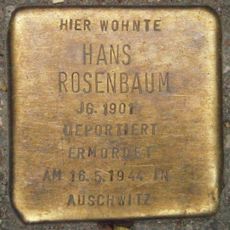 HIER WOHNTE
HANS
ROSENBAUM
JG. 1901
DEPORTIERT
ERMORDET
AM 16.5.1944 IN
AUSCHWITZ